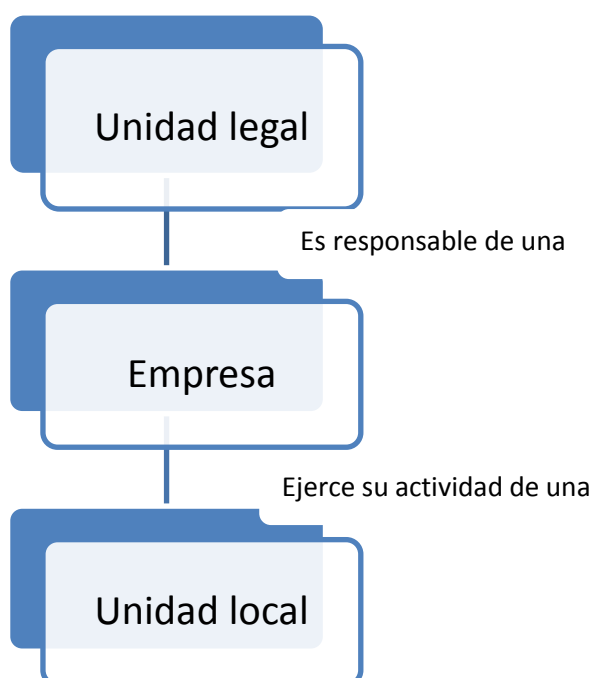 Unidad legal
Es responsable de una
Empresa
Ejerce su actividad de una
Unidad local